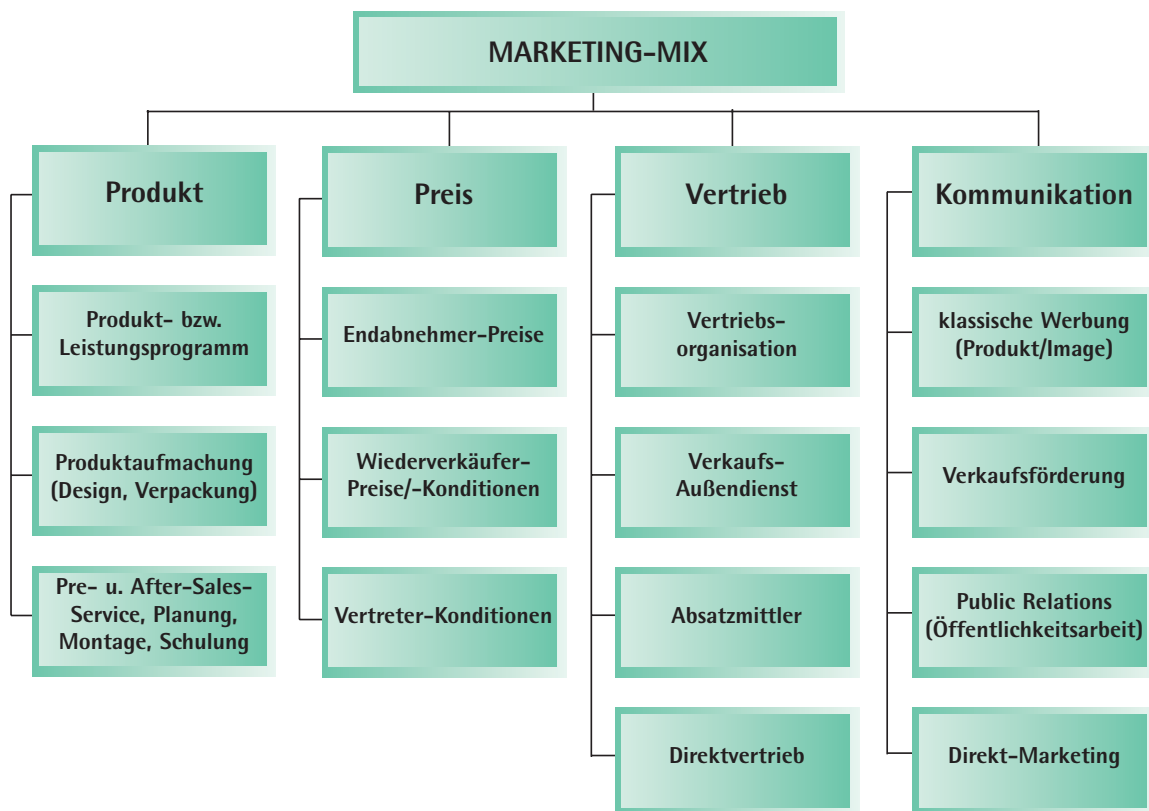 MARKETING-MIX
Produkt
Produkt- bzw.
Leistungsprogramm
Produktaufmachung
(Design, Verpackung)
Pre- u. After-Sales-
Service, Planung,
Montage, Schulung
Preis
Endabnehmer-Preise
Wiederverkäufer-
Preise/-Konditionen
Vertreter-Konditionen
Vertrieb
Vertriebs-
organisation
Verkaufs-
Außendienst
Absatzmittler
Direktvertrieb
Kommunikation
klassische Werbung
(Produkt/Image)
Verkaufsförderung
Public Relations
(Öffentlichkeitsarbeit)
Direkt-Marketing